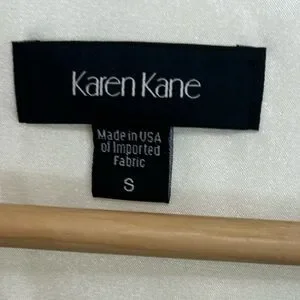 Karen Kane
Made in USA
of Imported
Fabric
S